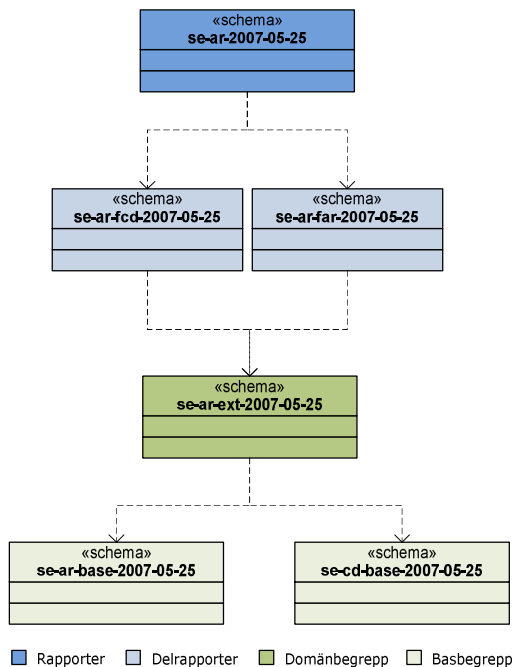 «schema»
se-ar-2007-05-25
«schema»
se-ar-fcd-2007-05-25
«schema»
se-ar-far-2007-05-25
«schema»
se-ar-ext-2007-05-25
«schema»
se-ar-base-2007-05-25
«schema»
se-cd-base-2007-05-25
Rapporter Delrapporter Domänbegrepp Basbegrepp